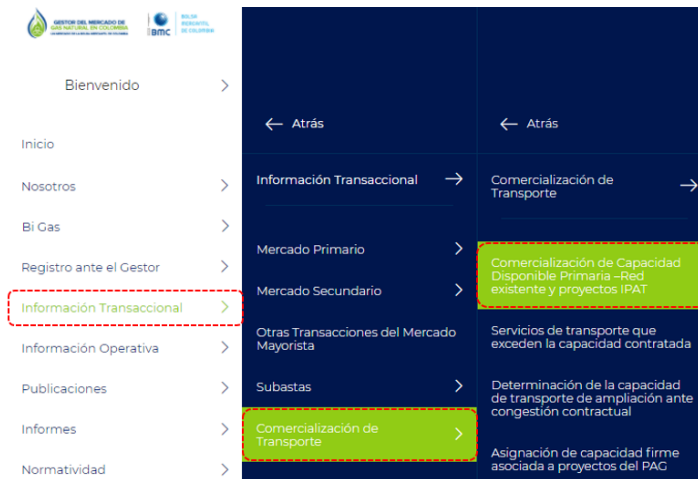 GESTOR DEL MERCADO DE
GAS NATURAL EN COLOMBIA
BMC
BOLSA
MERCANTIL
DE COLOMBIA
Bienvenido
Inicio
Nosotros
Bi Gas
Registro ante el Gestor
Información Transaccional
Información Operativa
Publicaciones
Informes
Normatividad
Atrás
Información Transaccional
Mercado Primario
Mercado Secundario
Otras Transacciones del Mercado
Mayorista
Subastas
Comercialización de
Transporte
Atrás
Comercialización de
Transporte
Comercialización de Capacidad
Disponible Primaria –Red
existente y proyectos IPAT
Servicios de transporte que
exceden la capacidad contratada
Determinación de la capacidad
de transporte de ampliación ante
congestión contractual
Asignación de capacidad firme
asociada a proyectos del PAG